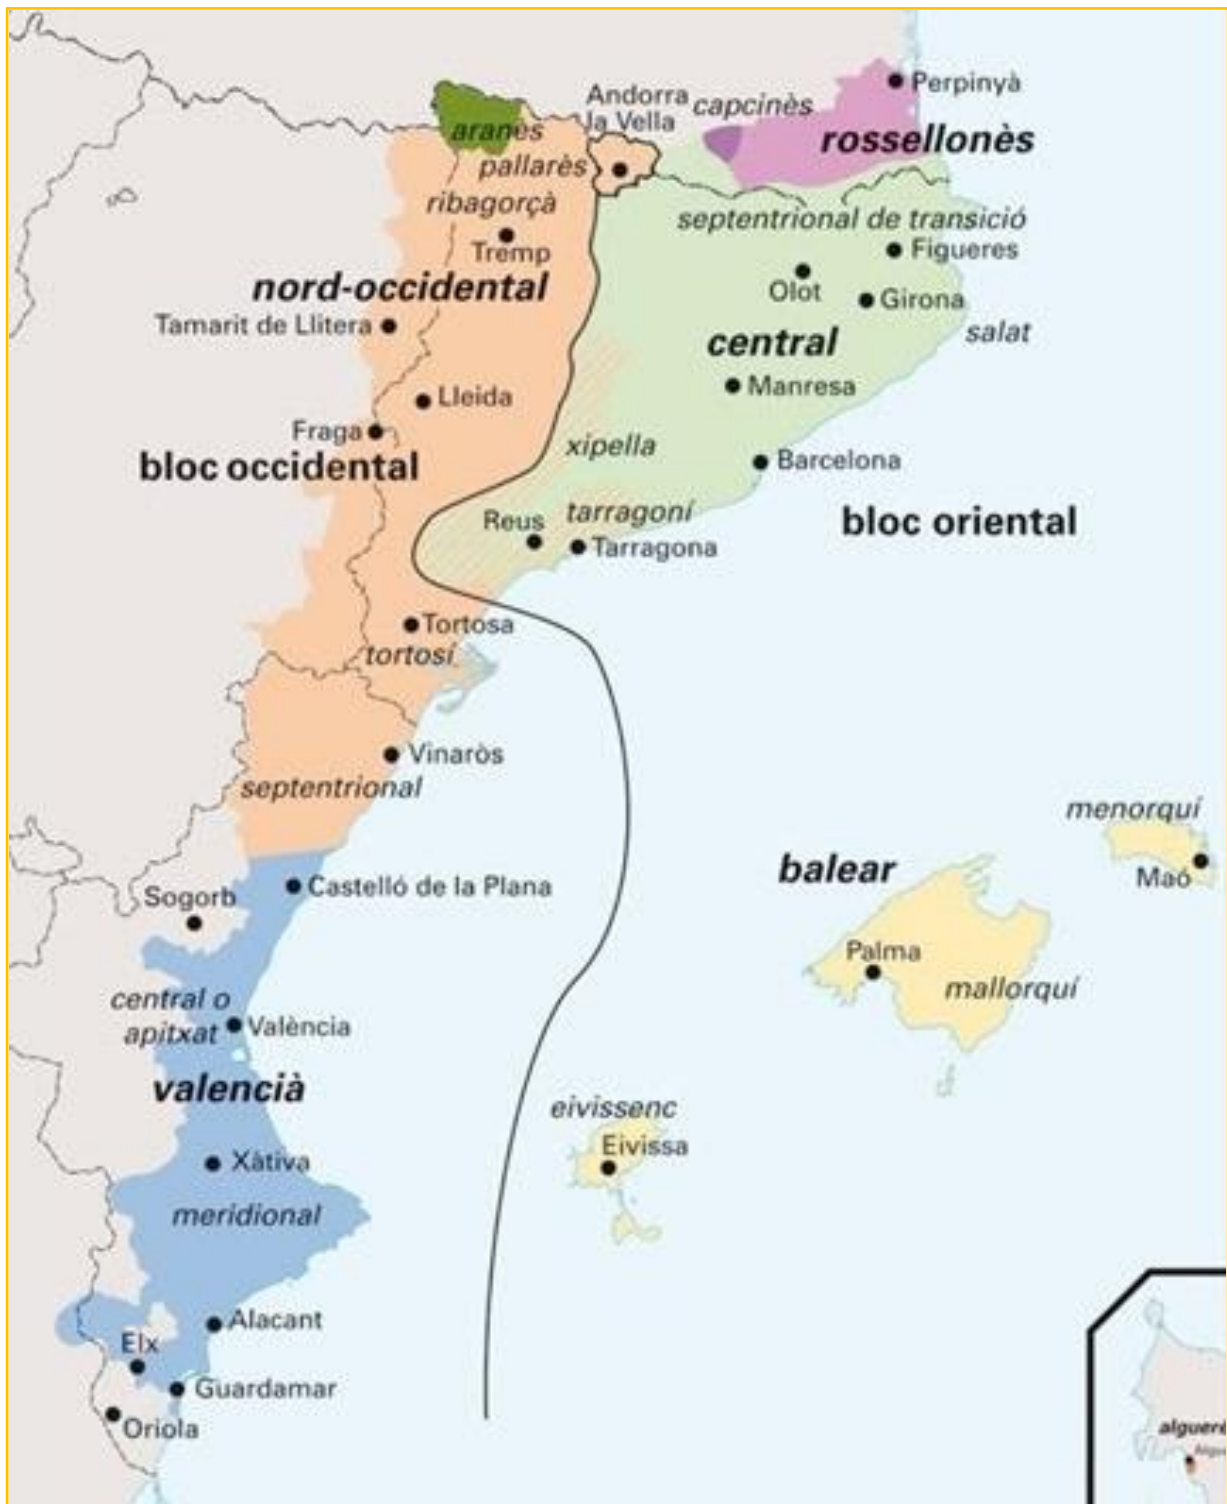 Perpinyà
Andorra
la Vella
capcinès
rossellonès
aranès
pallarès
ribagorçà
Tremp
septentrional de transició
Figueres
Olot
Girona
nord-occidental
Tamarit de Llitera
central
salat
Manresa
Lleida
Fraga
xipella
Barcelona
bloc occidental
Reus
tarragoní
Tarragona
bloc oriental
Tortosa
tortosí
Vinaròs
septentrional
menorquí
Maó
balear
Castelló de la Plana
Sogorb
Palma
mallorquí
central o
apitxat
València
valencià
eivissenc
Eivissa
Xàtiva
meridional
Alacant
Elx
Guardamar
Oriola